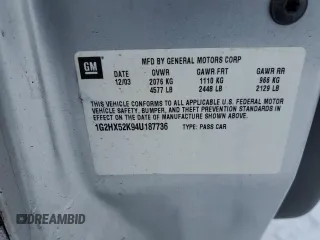 GM
MFD BY GENERAL MOTORS CORP
DATE GVWR GAWR FRT GAWR RR
12/03 2076 KG 1110 KG 966 KG
4577 LB 2448 LB 2129 LB
THIS VEHICLE CONFORMS TO ALL APPLICABLE U.S. FEDERAL MOTOR
VEHICLE SAFETY, BUMPER, AND THEFT PREVENTION STANDARDS
IN EFFECT ON THE DATE OF MANUFACTURE SHOWN ABOVE.
1G2HX52K94U187736 TYPE: PASS CAR
DREAMBID.COM